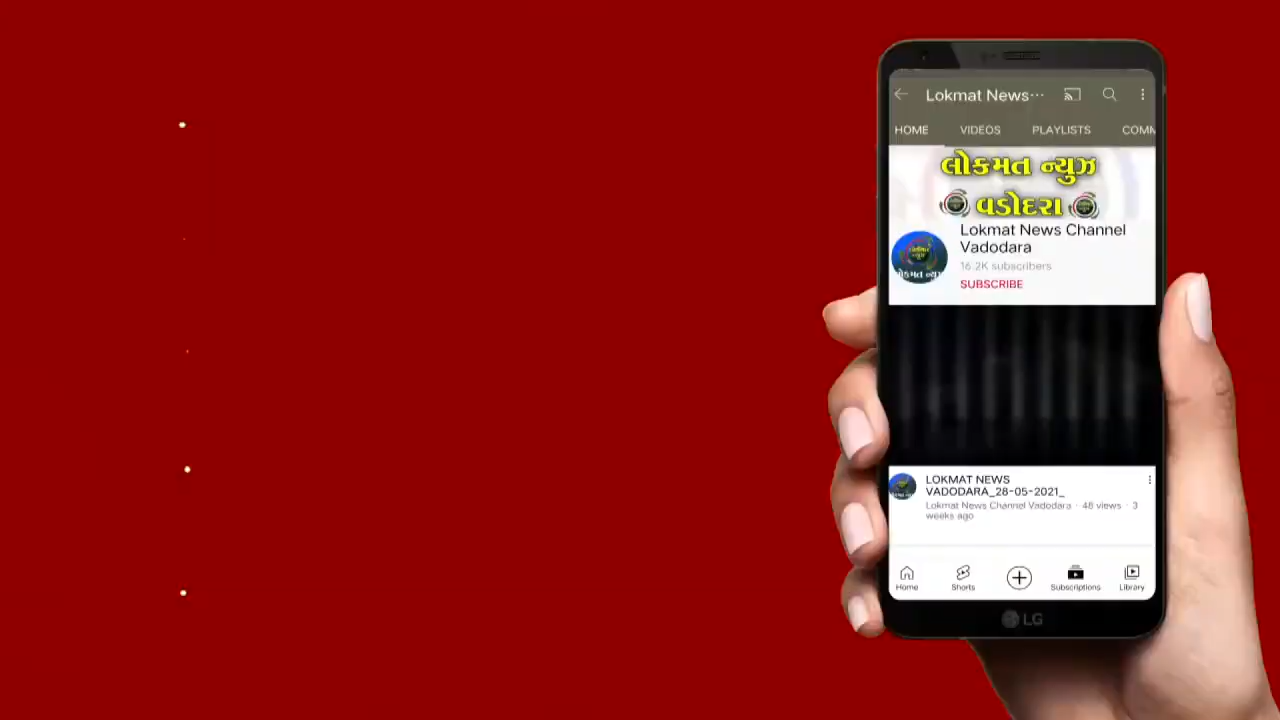 Lokmat News...
HOME VIDEOS PLAYLISTS COMM
લોકમત ન્યુઝ
વડોદરા
Lokmat News Channel
Vadodara
16.2K subscribers
SUBSCRIBE
LOKMAT NEWS
VADODARA_28-05-2021_
Lokmat News Channel Vadodara · 48 views · 3
weeks ago
Home Shorts Subscriptions Library
LG